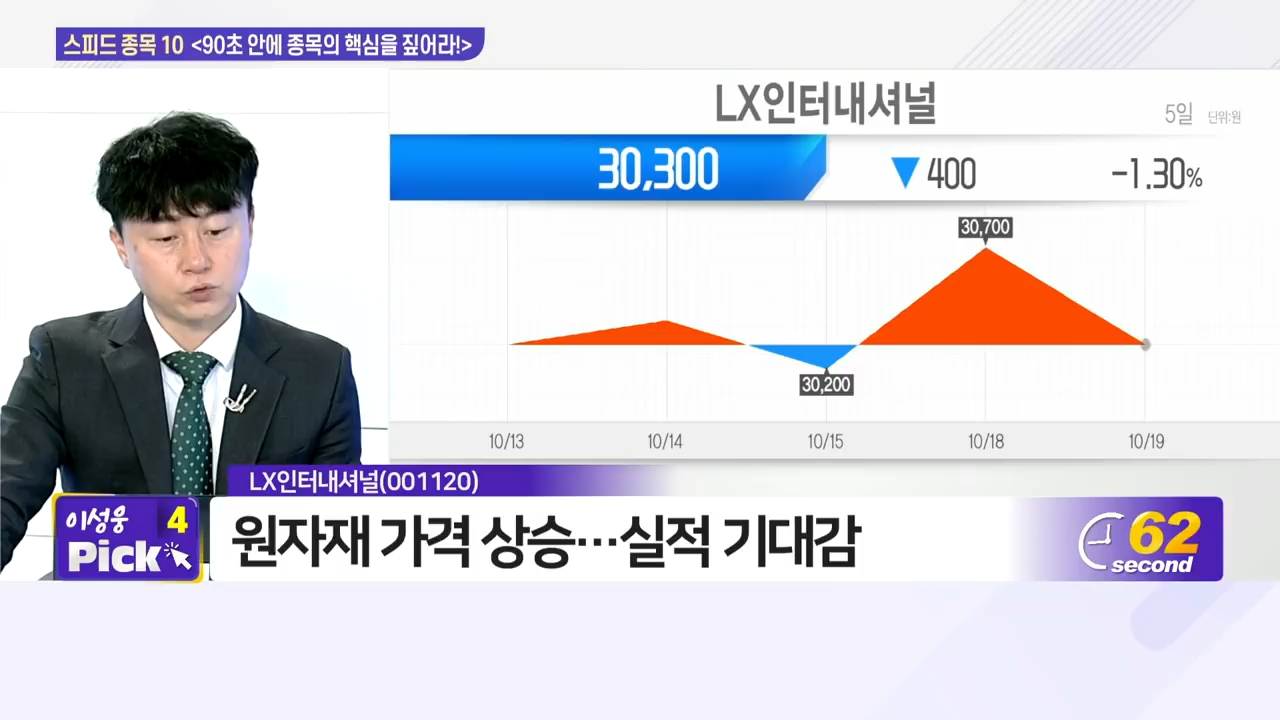 스피드 종목 10 <90초 안에 종목의 핵심을 짚어라!>
LX인터내셔널
5일 단위:원
30,300 ▼400 -1.30%
30,700
30,200
10/13 10/14 10/15 10/18 10/19
LX인터내셔널(001120)
이성웅 4
Pick
원자재 가격 상승…실적 기대감
62
second